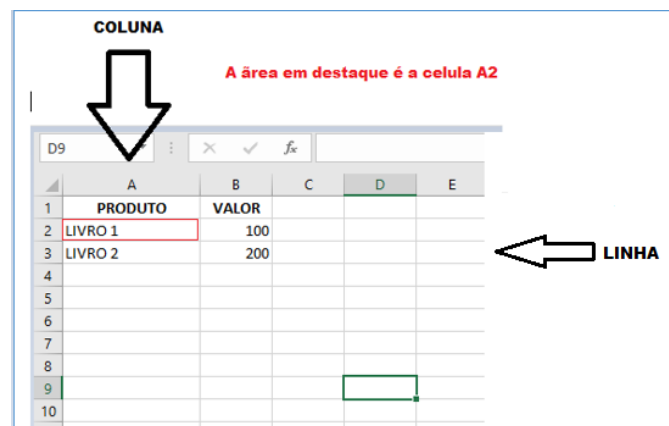 COLUNA
A ärea em destaque é a celula A2
D9 fx
A B C D E
1 PRODUTO VALOR
2 LIVRO 1 100
3 LIVRO 2 200
LINHA
4
5
6
7
8
9
10